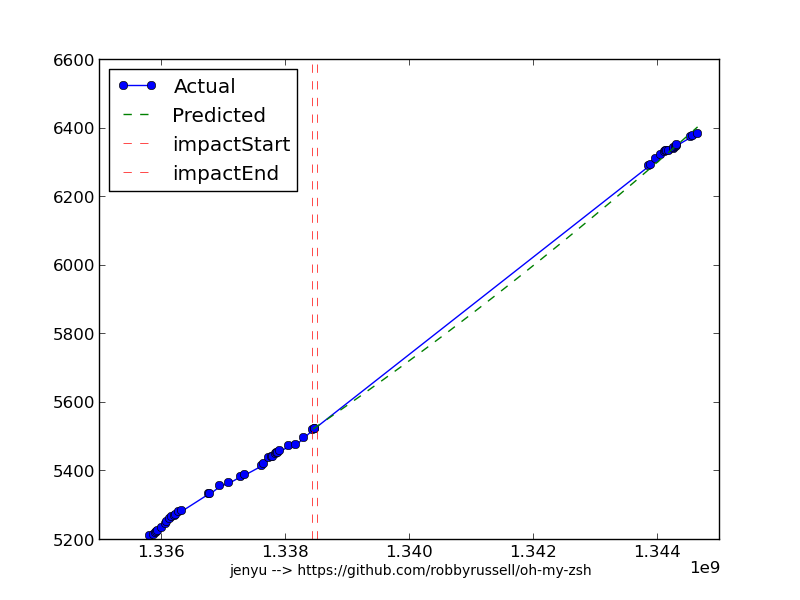 6600
6400
6200
6000
5800
5600
5400
5200
Actual
Predicted
impactStart
impactEnd
1.336 1.338 1.340 1.342 1.344
1e9
jenyu --> https://github.com/robbyrussell/oh-my-zsh